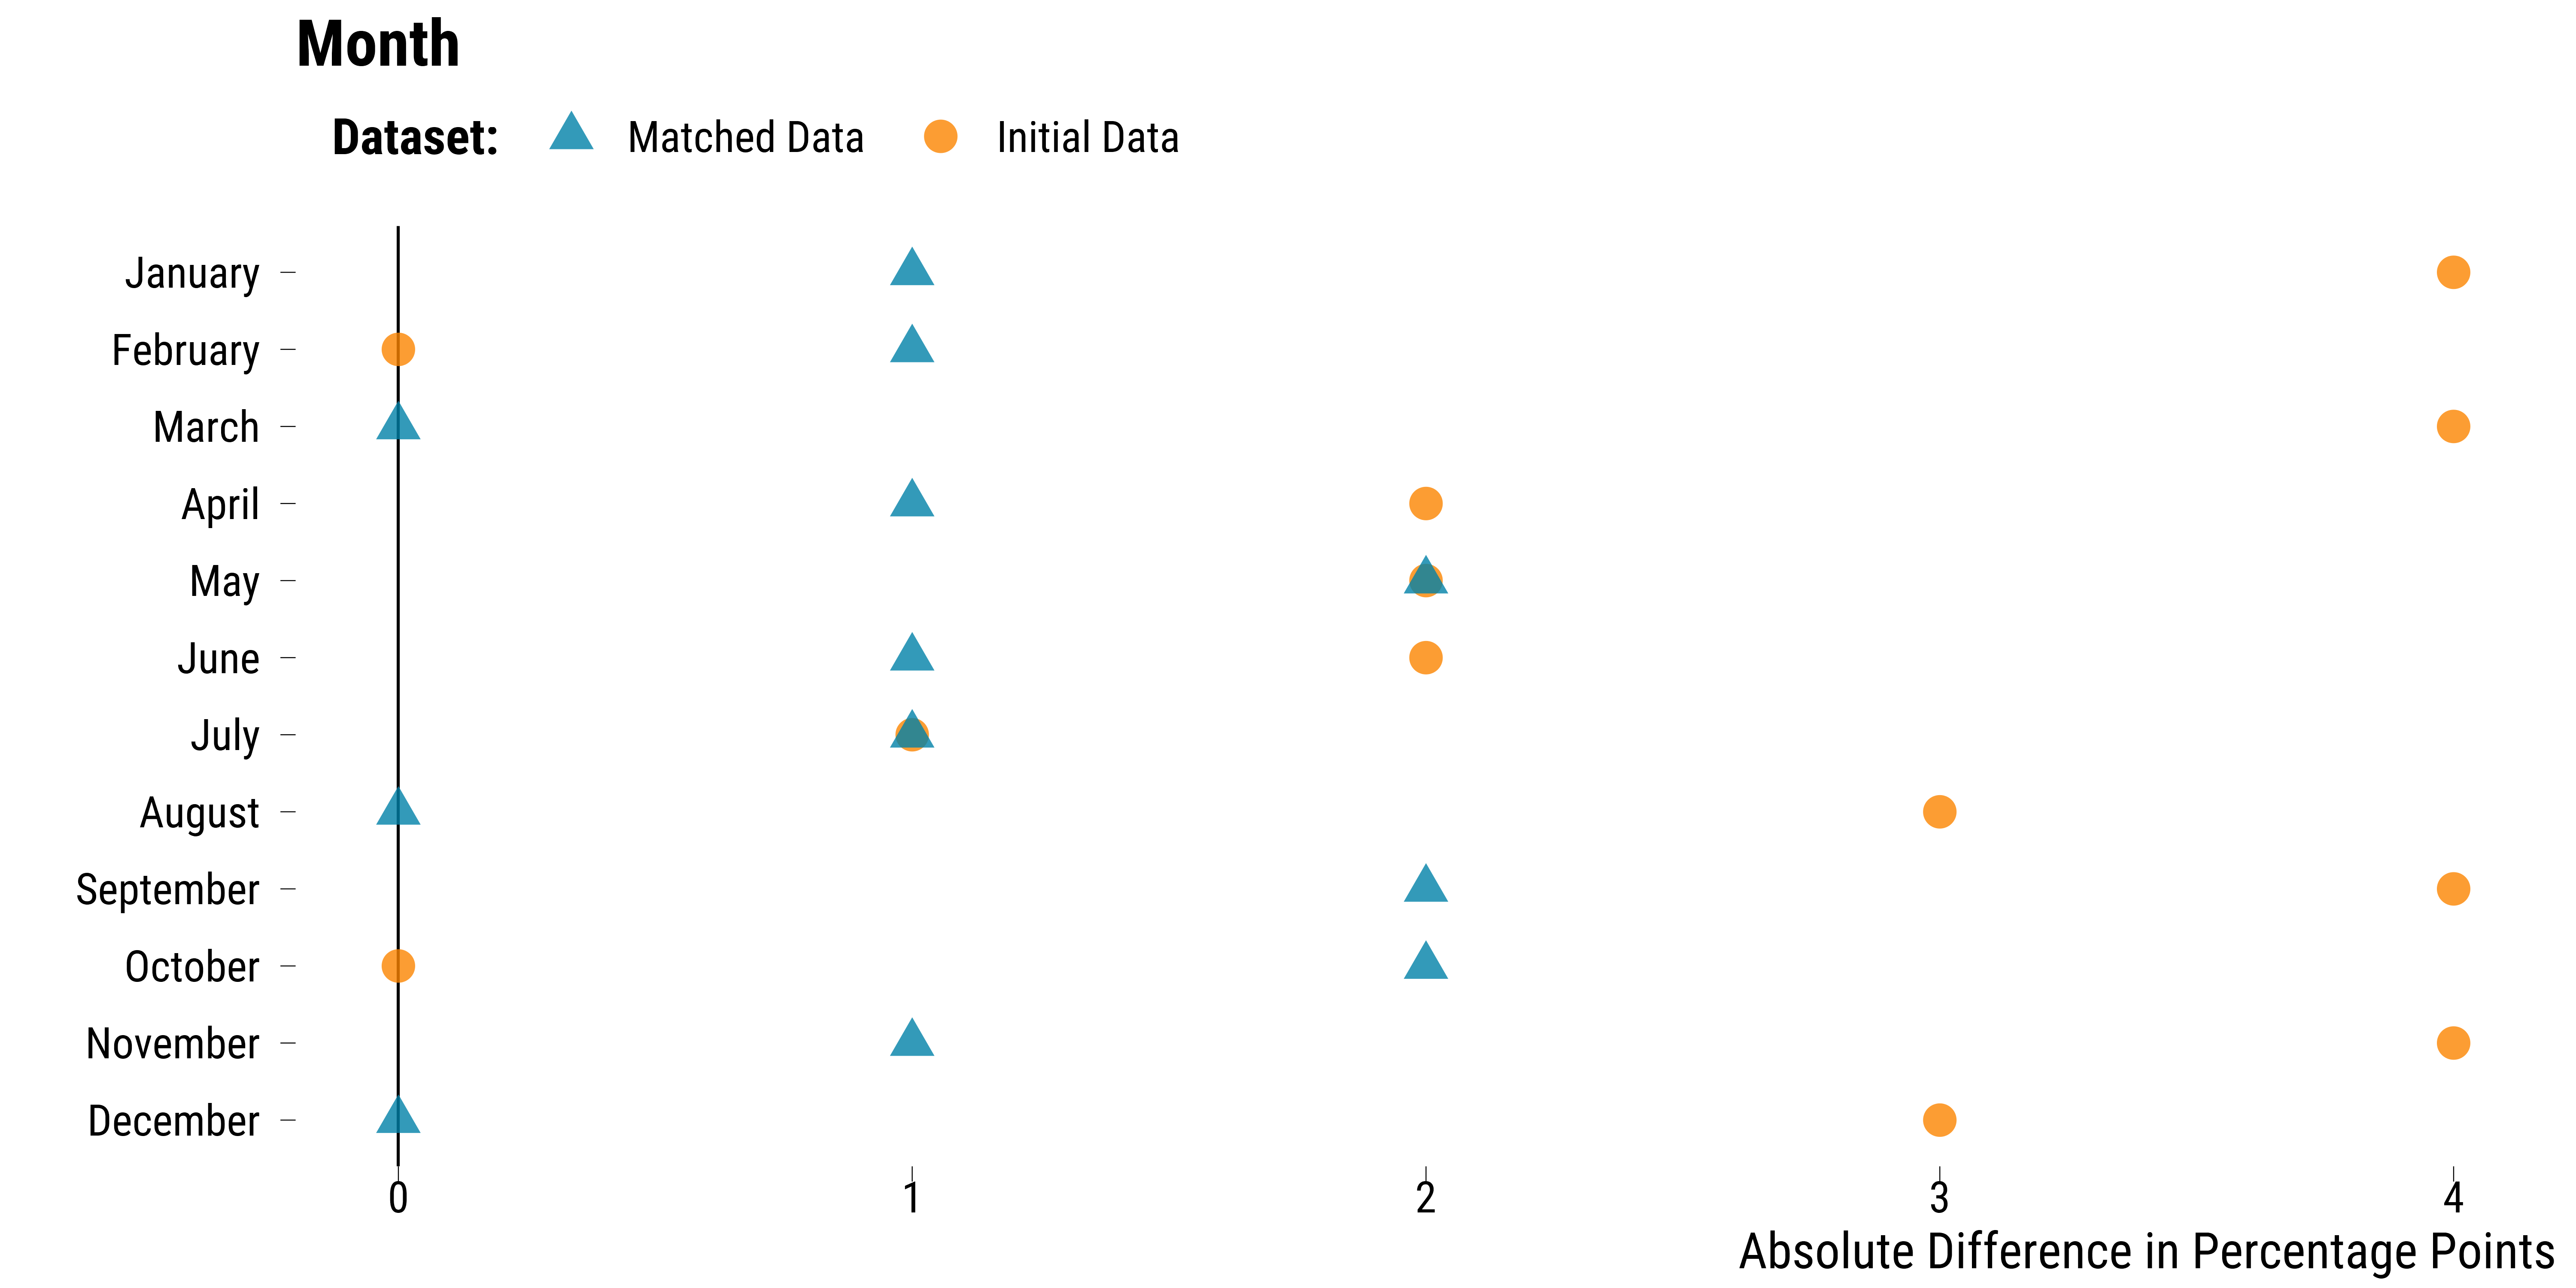 Month
Dataset: Matched Data Initial Data
January
February
March
April
May
June
July
August
September
October
November
December
0 1 2 3 4
Absolute Difference in Percentage Points